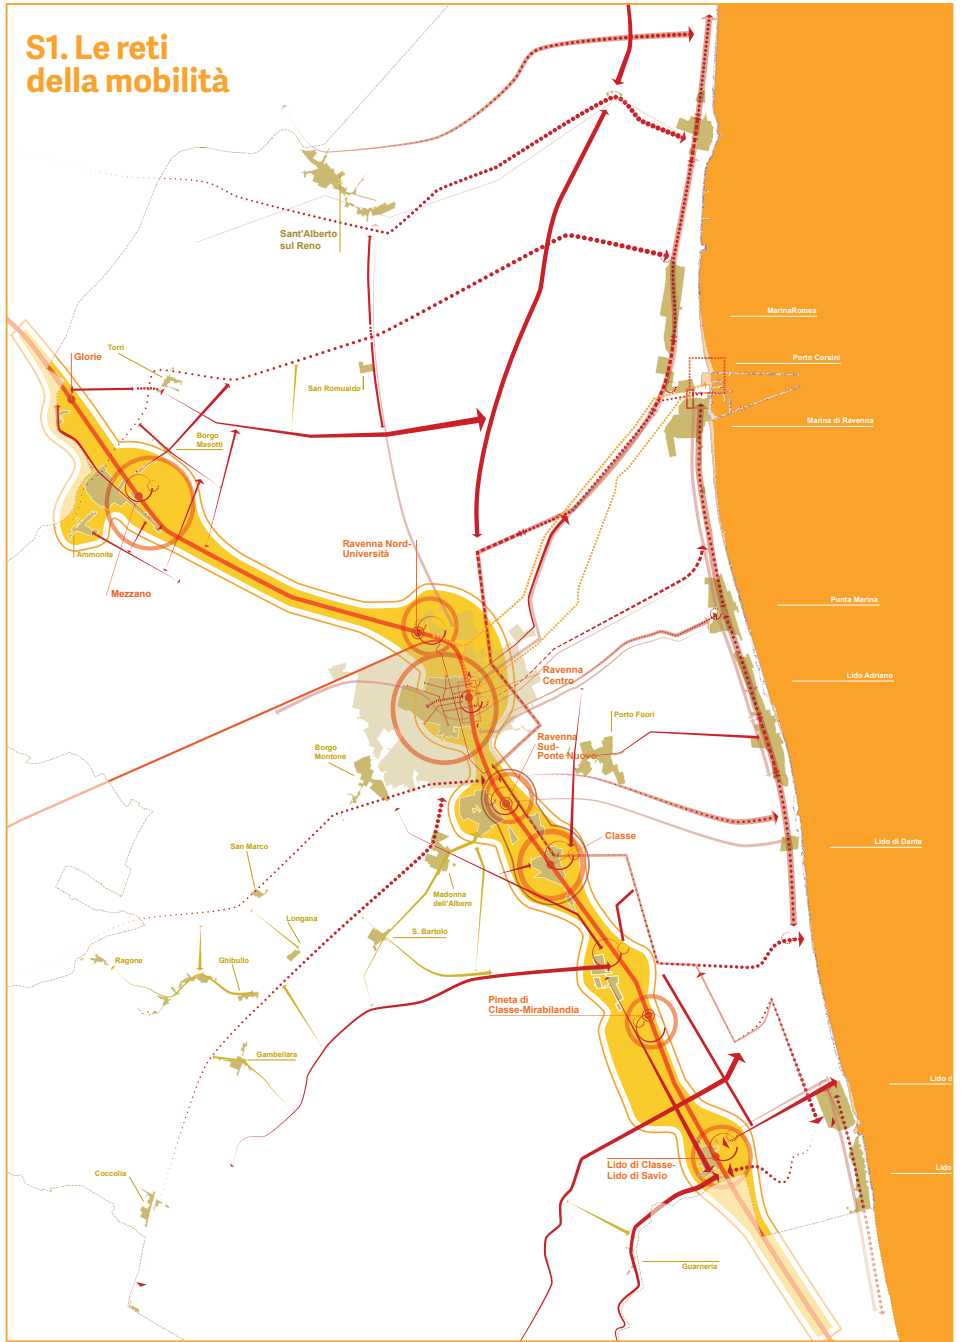 S1. Le reti
della mobilità
Sant'Alberto
sul Reno
MarinaRomea
Torri
Glorie
Porto Corsini
San Romualdo
Marina di Ravenna
Borgo
Masotti
Ravenna Nord-
Università
Ammonite
Mezzano
Punta Marina
Ravenna
Centro
Lido Adriano
Porto Fuori
Ravenna
Sud-
Ponte Nuovo
Borgo
Montone
Classe
San Marco
Lido di Dante
Madonna
dell'Albero
Longana
S. Bartolo
Ragone
Ghibullo
Pineta di
Classe-Mirabilandia
Gambellara
Lido d
Lido di Classe-
Lido di Savio
Lido
Coccolia
Guarneria